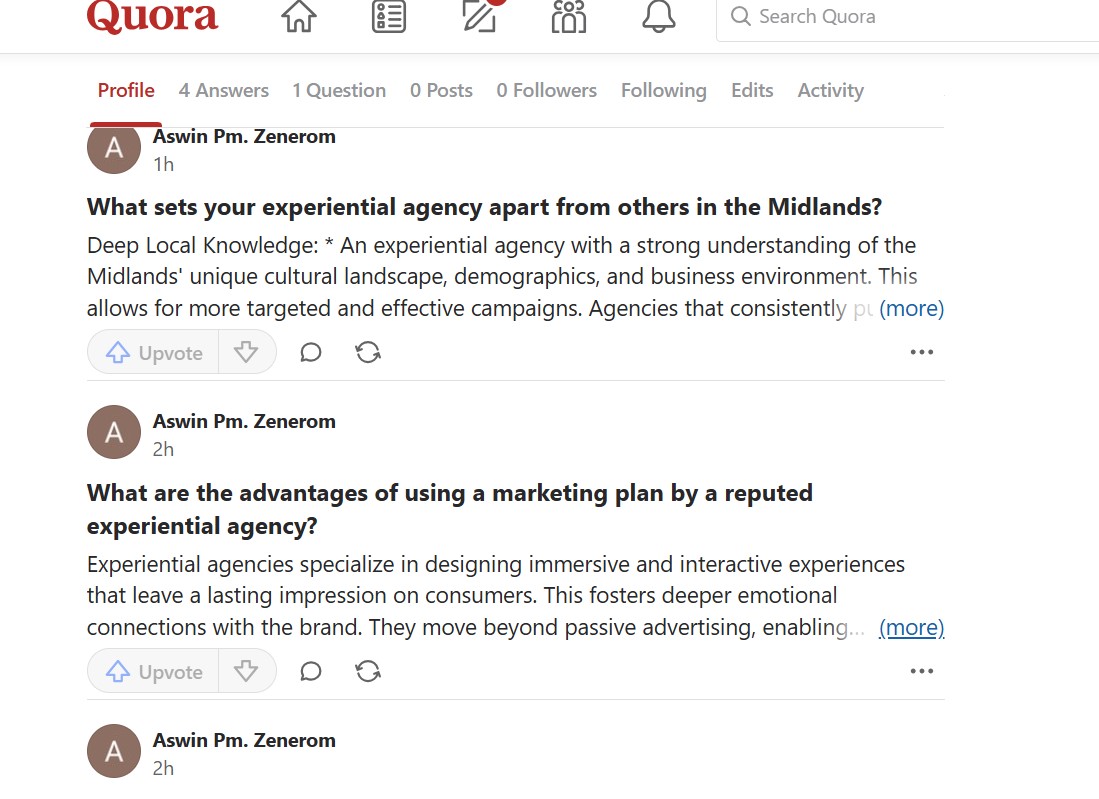 Quora
Search Quora
Profile 4 Answers 1 Question 0 Posts 0 Followers Following Edits Activity
A
Aswin Pm. Zenerom
1h
What sets your experiential agency apart from others in the Midlands?
Deep Local Knowledge: * An experiential agency with a strong understanding of the
Midlands' unique cultural landscape, demographics, and business environment. This
allows for more targeted and effective campaigns. Agencies that consistently (more)
Upvote
A
Aswin Pm. Zenerom
2h
What are the advantages of using a marketing plan by a reputed
experiential agency?
Experiential agencies specialize in designing immersive and interactive experiences
that leave a lasting impression on consumers. This fosters deeper emotional
connections with the brand. They move beyond passive advertising, enabling... (more)
Upvote
A
Aswin Pm. Zenerom
2h